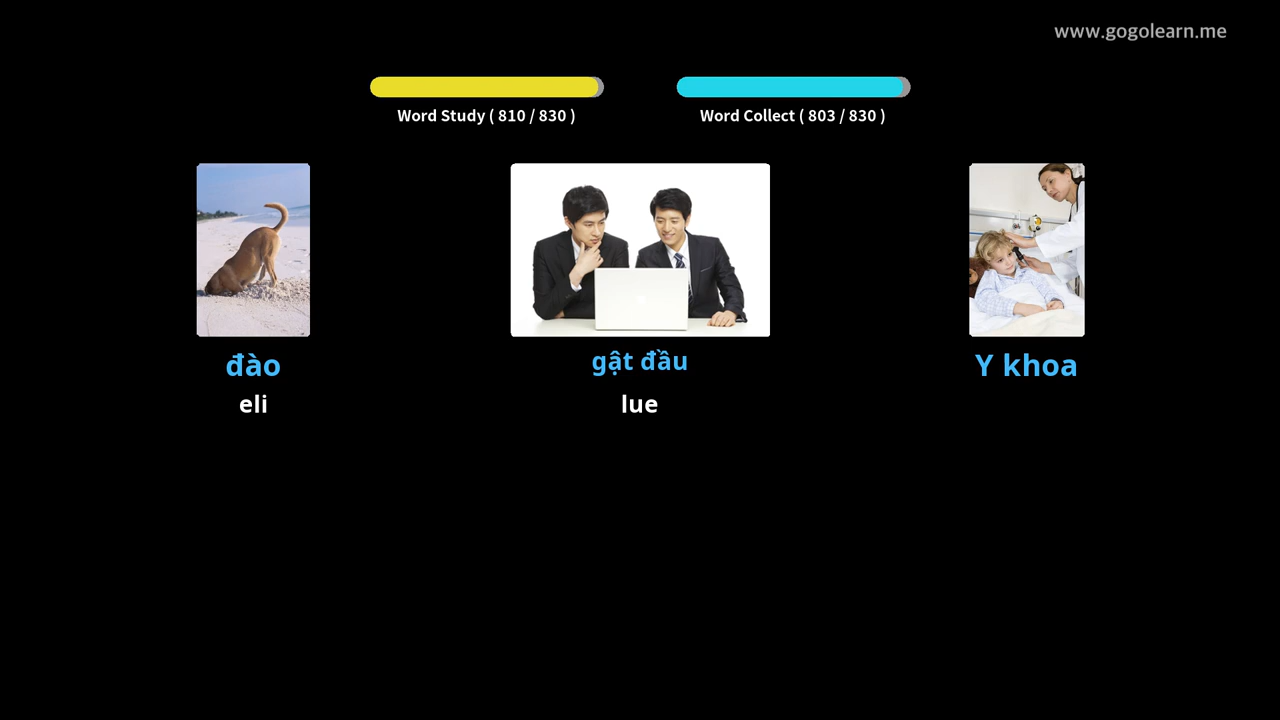 www.gogolearn.me
Word Study ( 810 / 830 )
Word Collect ( 803 / 830 )
đào
gật đầu
Y khoa
eli
lue